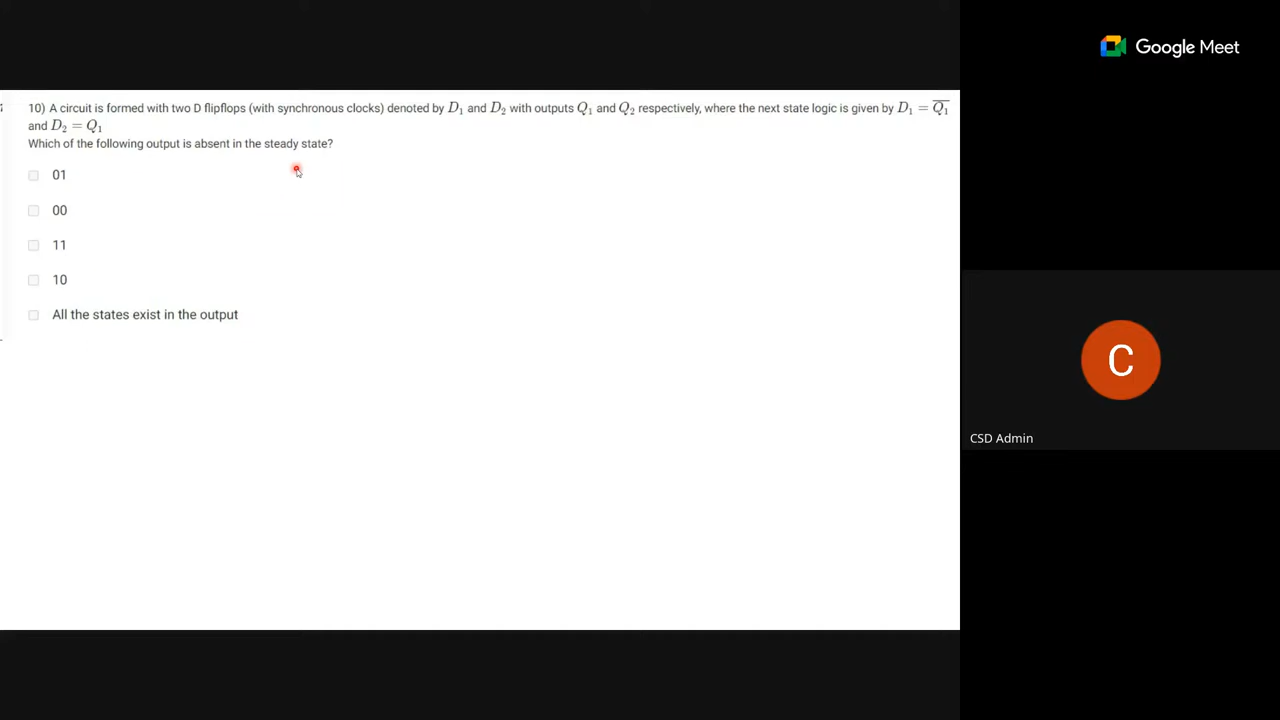 Google Meet
10) A circuit is formed with two D flipflops (with synchronous clocks) denoted by D₁ and D₂ with outputs Q₁ and Q₂ respectively, where the next state logic is given by D₁ = Q̅₁
and D₂ = Q₁
Which of the following output is absent in the steady state?
01
00
11
10
All the states exist in the output
C
CSD Admin